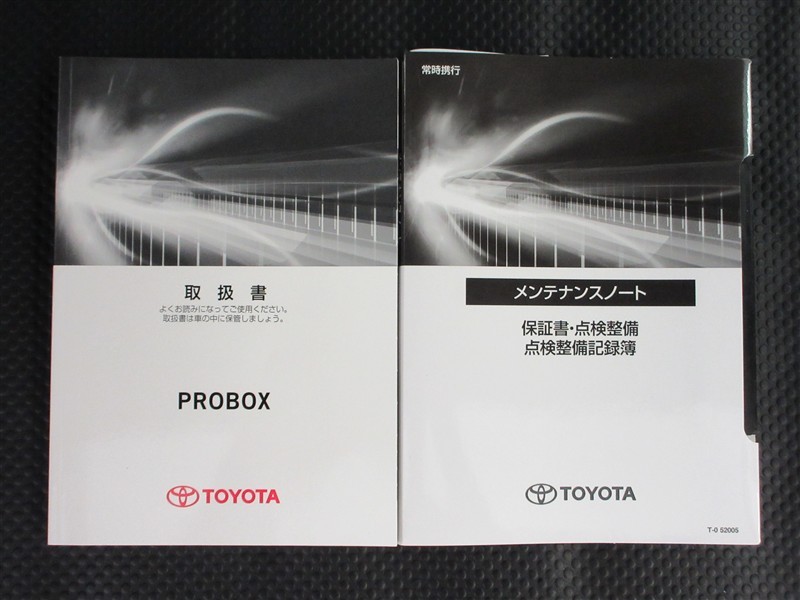 取扱書
よくお読みになってご使用ください。
取扱書は車の中に保管しましょう。
PROBOX
TOYOTA
常時携行
メンテナンスノート
保証書・点検整備
点検整備記録簿
TOYOTA
T-0 52005